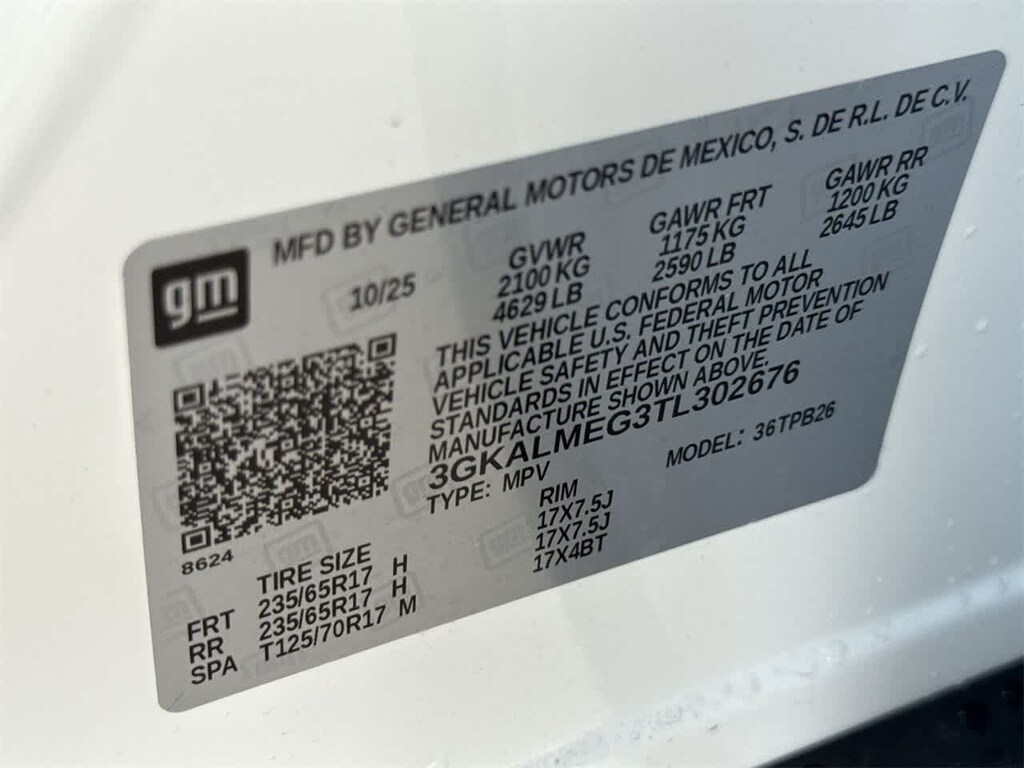 gm
MFD BY GENERAL MOTORS DE MEXICO, S. DE R.L. DE C.V.
10/25
GVWR
2100 KG
4629 LB
GAWR FRT
1175 KG
2590 LB
GAWR RR
1200 KG
2645 LB
THIS VEHICLE CONFORMS TO ALL
APPLICABLE U.S. FEDERAL MOTOR
VEHICLE SAFETY AND THEFT PREVENTION
STANDARDS IN EFFECT ON THE DATE OF
MANUFACTURE SHOWN ABOVE.
3GKALMEG3TL302676
TYPE: MPV
MODEL: 36TPB26
8624
TIRE SIZE RIM
FRT 235/65R17 H 17X7.5J
RR 235/65R17 H 17X7.5J
SPA T125/70R17 M 17X4BT